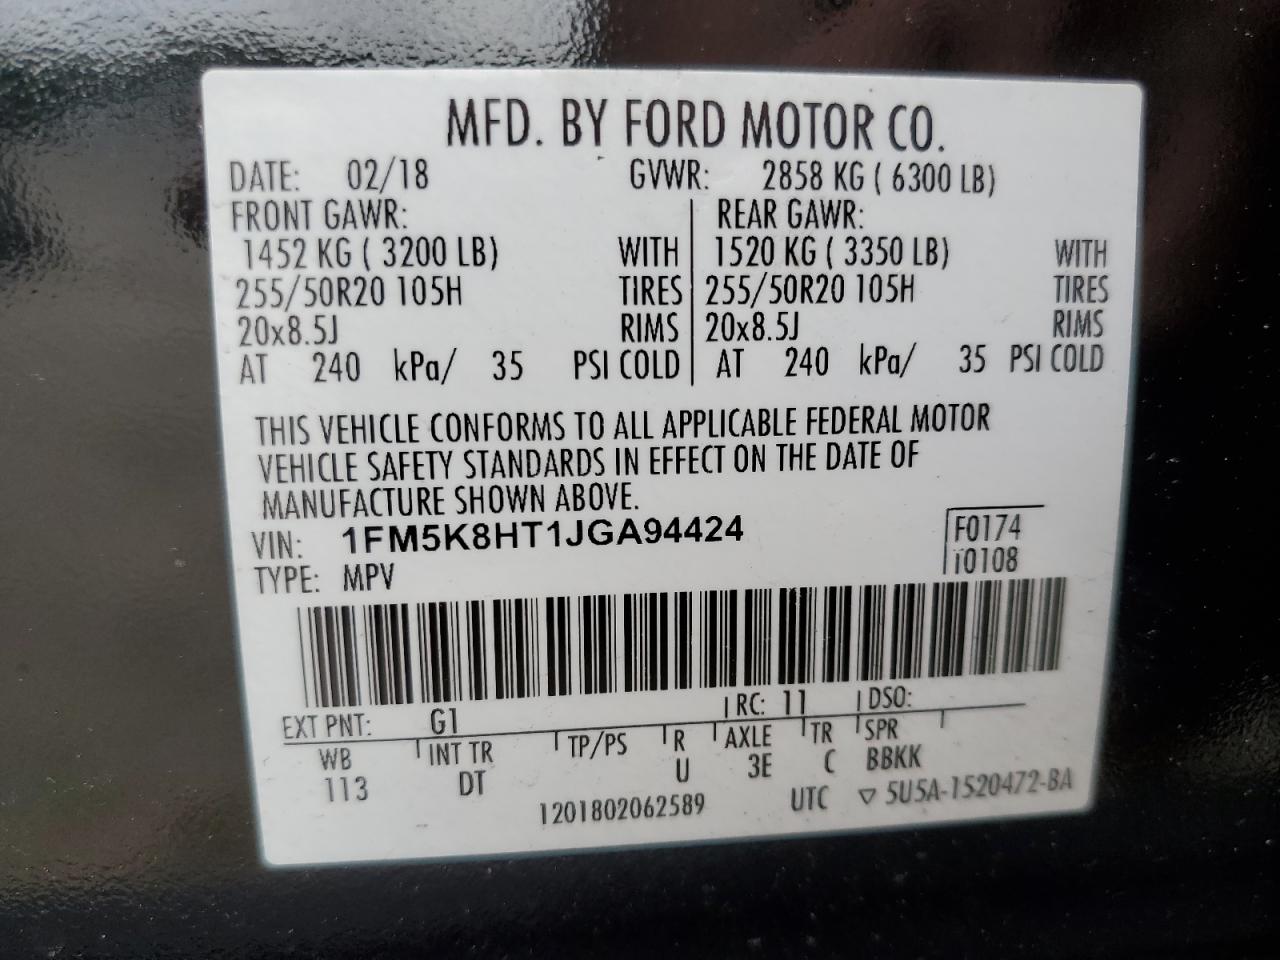 MFD. BY FORD MOTOR CO.
DATE: 02/18 GVWR: 2858 KG ( 6300 LB)
FRONT GAWR: REAR GAWR:
1452 KG ( 3200 LB) WITH 1520 KG ( 3350 LB) WITH
255/50R20 105H TIRES 255/50R20 105H TIRES
20x8.5J RIMS 20x8.5J RIMS
AT 240 kPa/ 35 PSI COLD AT 240 kPa/ 35 PSI COLD
THIS VEHICLE CONFORMS TO ALL APPLICABLE FEDERAL MOTOR
VEHICLE SAFETY STANDARDS IN EFFECT ON THE DATE OF
MANUFACTURE SHOWN ABOVE.
VIN: 1FM5K8HT1JGA94424 F0174
TYPE: MPV T0108
EXT PNT: G1 RC: 11 DSO:
WB INT TR TP/PS R AXLE TR SPR
113 DT U 3E C BBKK
1201802062589 UTC ▽ 5U5A-1520472-BA